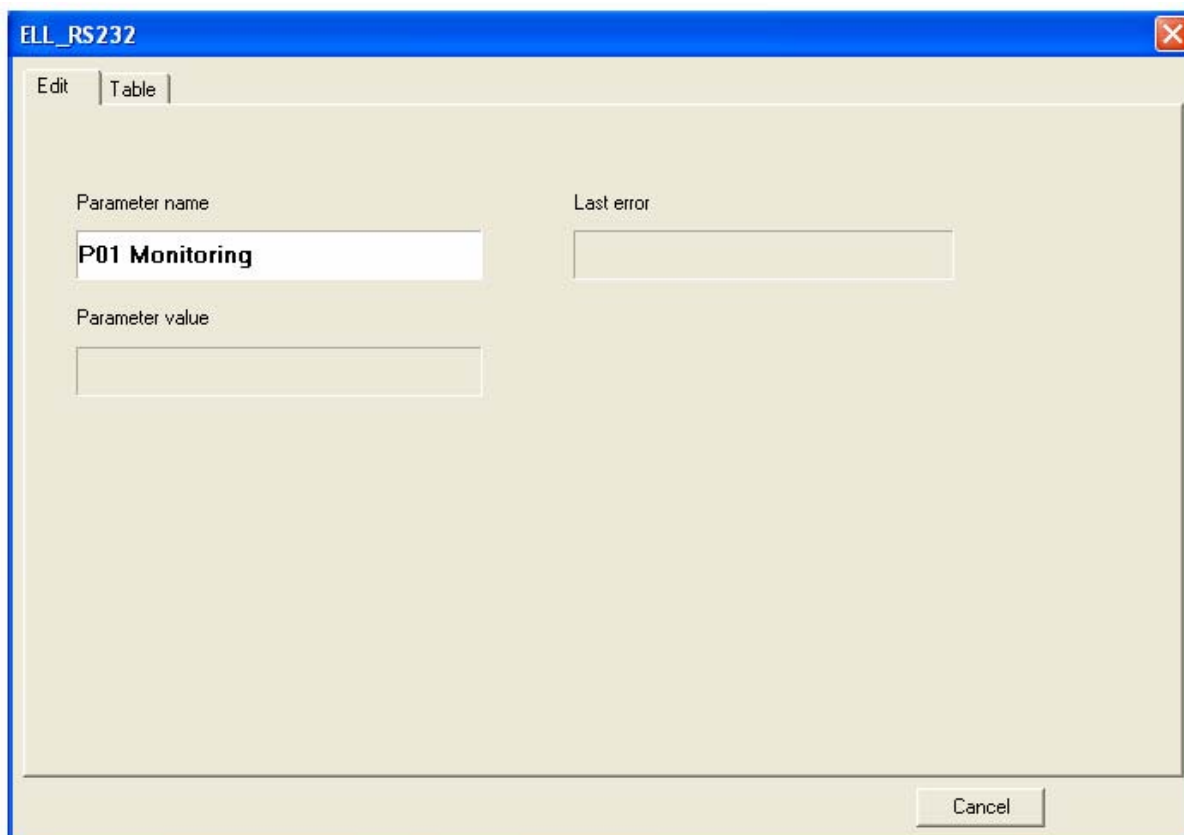 ELL_RS232
Edit
Table
Parameter name
Last error
P01 Monitoring
Parameter value
Cancel